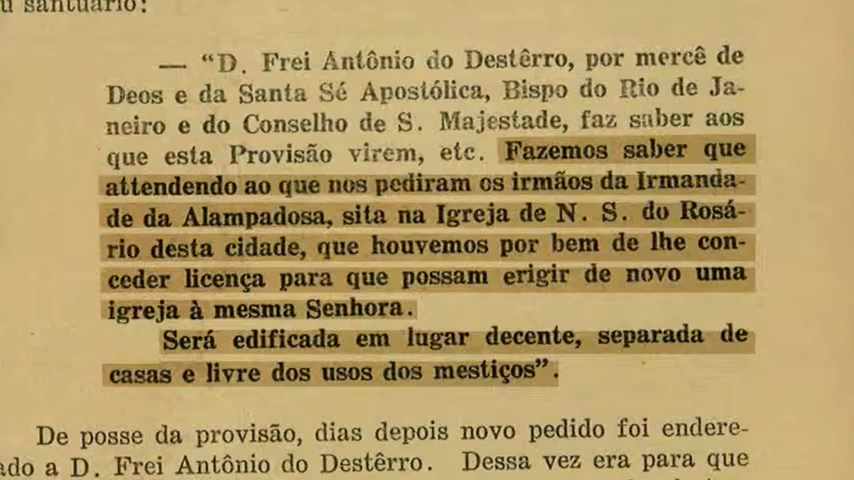 santuário:
— “D. Frei Antônio do Destêrro, por mercê de
Deos e da Santa Sé Apostólica, Bispo do Rio de Ja-
neiro e do Conselho de S. Majestade, faz saber aos
que esta Provisão virem, etc. Fazemos saber que
attendendo ao que nos pediram os irmãos da Irmanda-
de da Alampadosa, sita na Igreja de N. S. do Rosá-
rio desta cidade, que houvemos por bem de lhe con-
ceder licença para que possam erigir de novo uma
igreja à mesma Senhora.
Será edificada em lugar decente, separada de
casas e livre dos usos dos mestiços”.
De posse da provisão, dias depois novo pedido foi endere-
ado a D. Frei Antônio do Destêrro. Dessa vez era para que